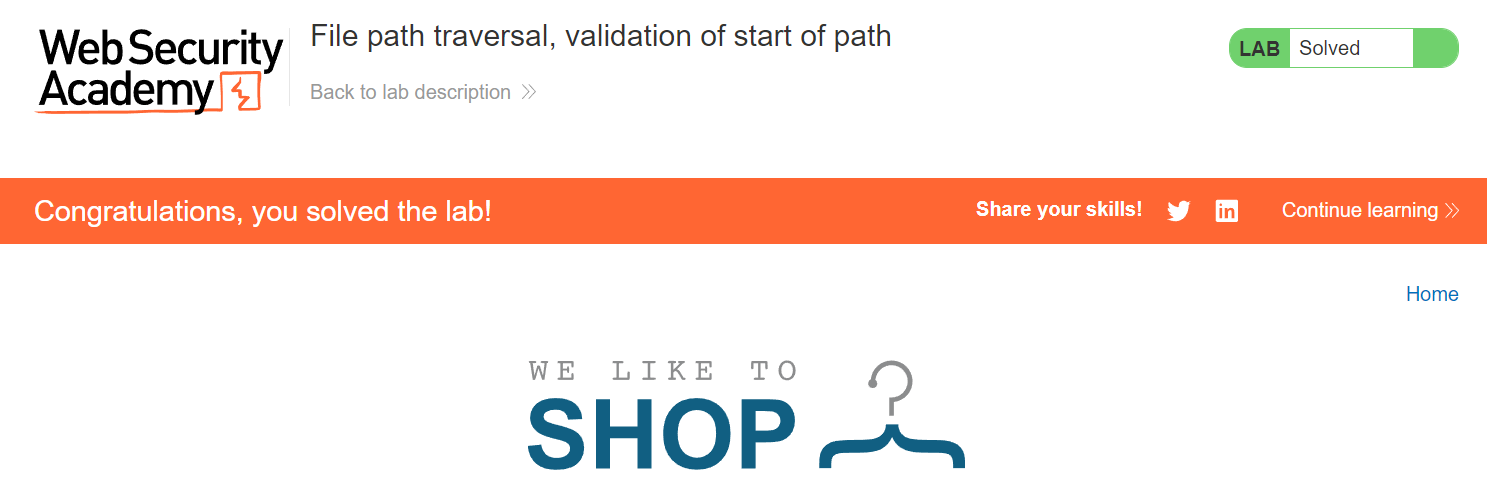 Web Security
Academy
File path traversal, validation of start of path
Back to lab description
LAB Solved
Congratulations, you solved the lab!
Share your skills!
in
Continue learning
Home
WE LIKE TO
SHOP